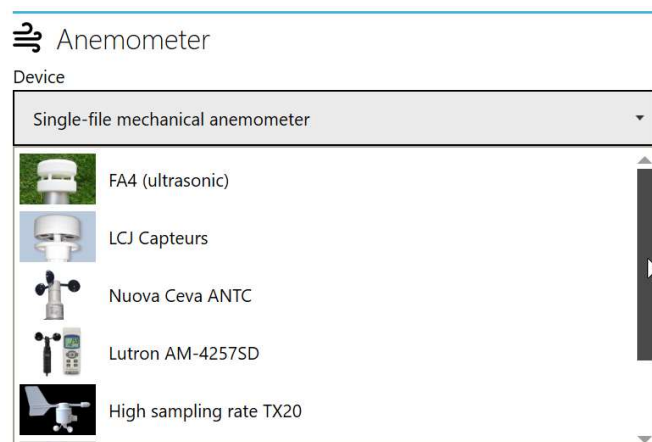 Anemometer
Device
Single-file mechanical anemometer
FA4 (ultrasonic)
LCJ Capteurs
Nuova Ceva ANTC
Lutron AM-4257SD
High sampling rate TX20